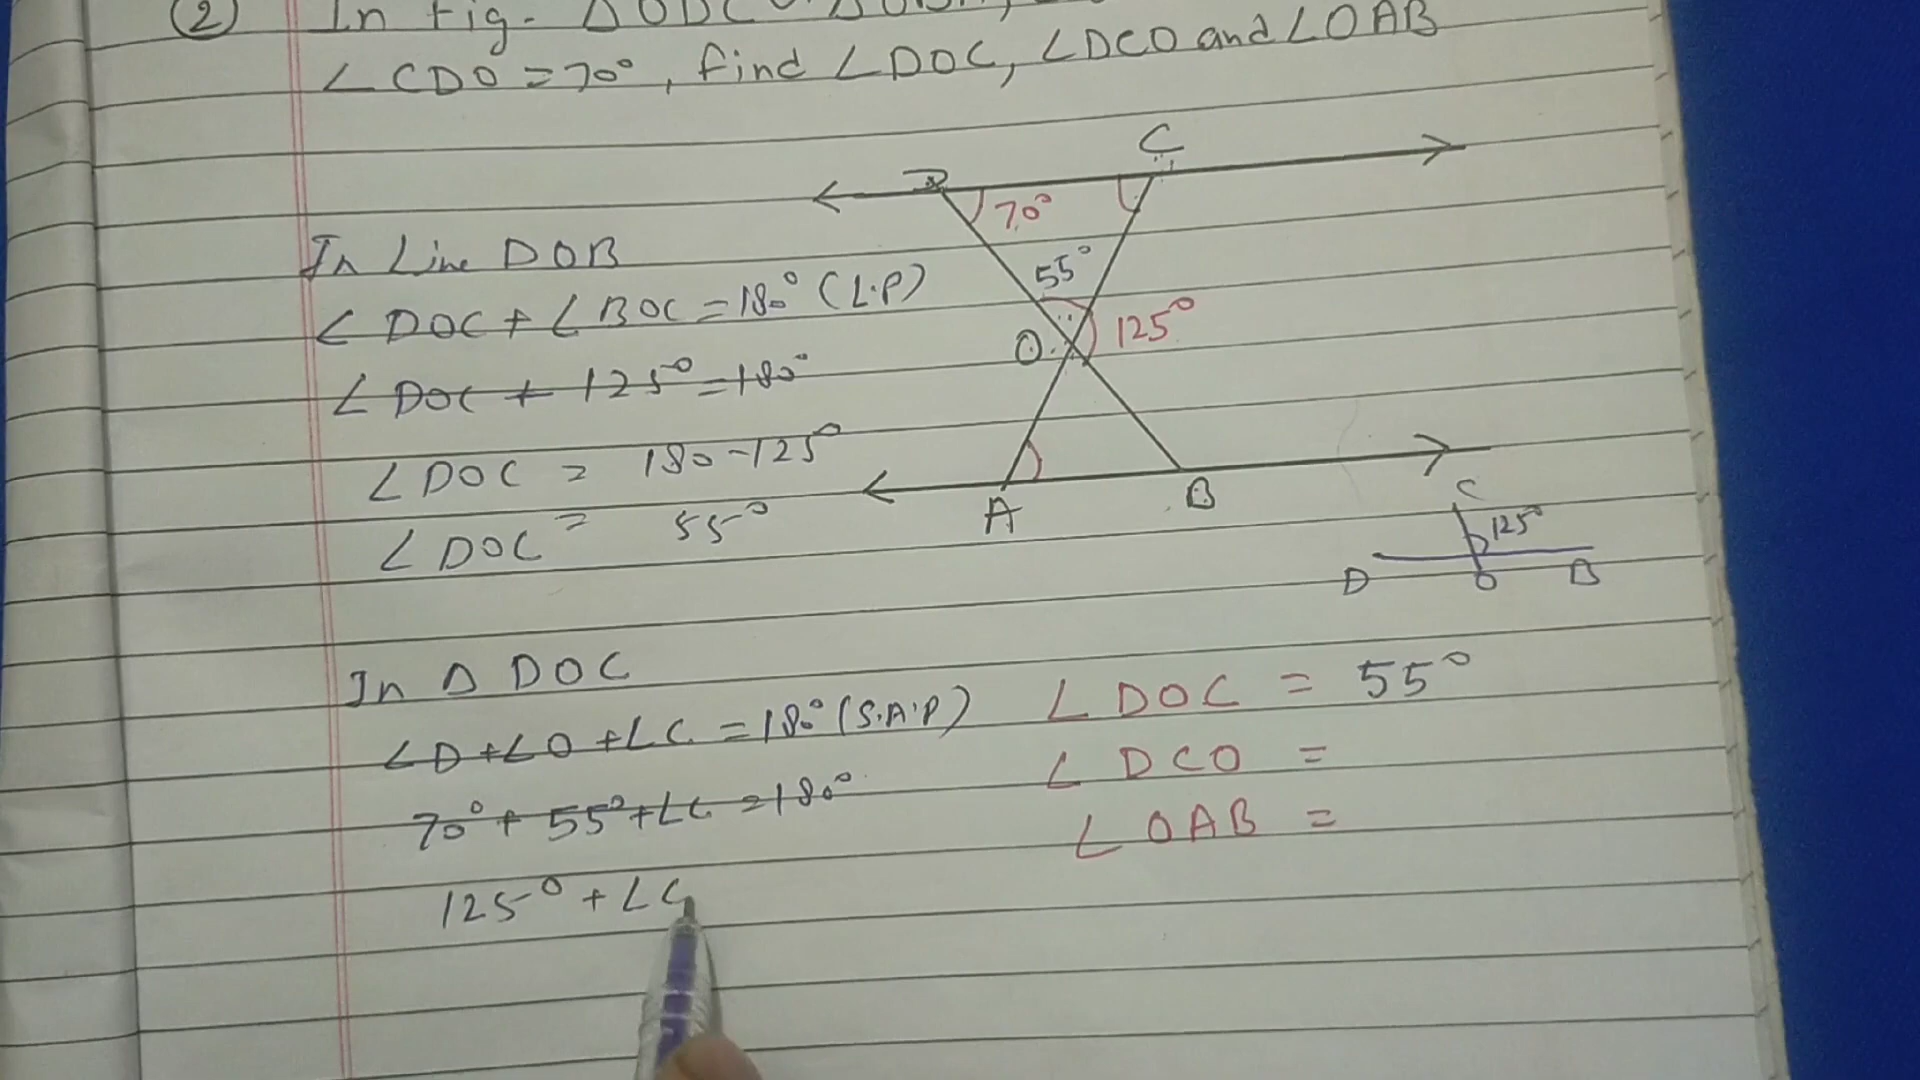 (2) In Fig. ΔODC ~ Δ
∠CDO = 70°, find ∠DOC, ∠DCO and ∠OAB
C
D
70°
In Line DOB
55°
∠DOC + ∠BOC = 180° (L.P)
125°
O
∠DOC + 125° = 180°
∠DOC = 180 - 125°
A
B
C
∠DOC = 55°
125°
D
O
B
In Δ DOC
∠DOC = 55°
∠D + ∠O + ∠C = 180° (S.A.P)
∠DCO =
70° + 55° + ∠C = 180°
∠OAB =
125° + ∠C